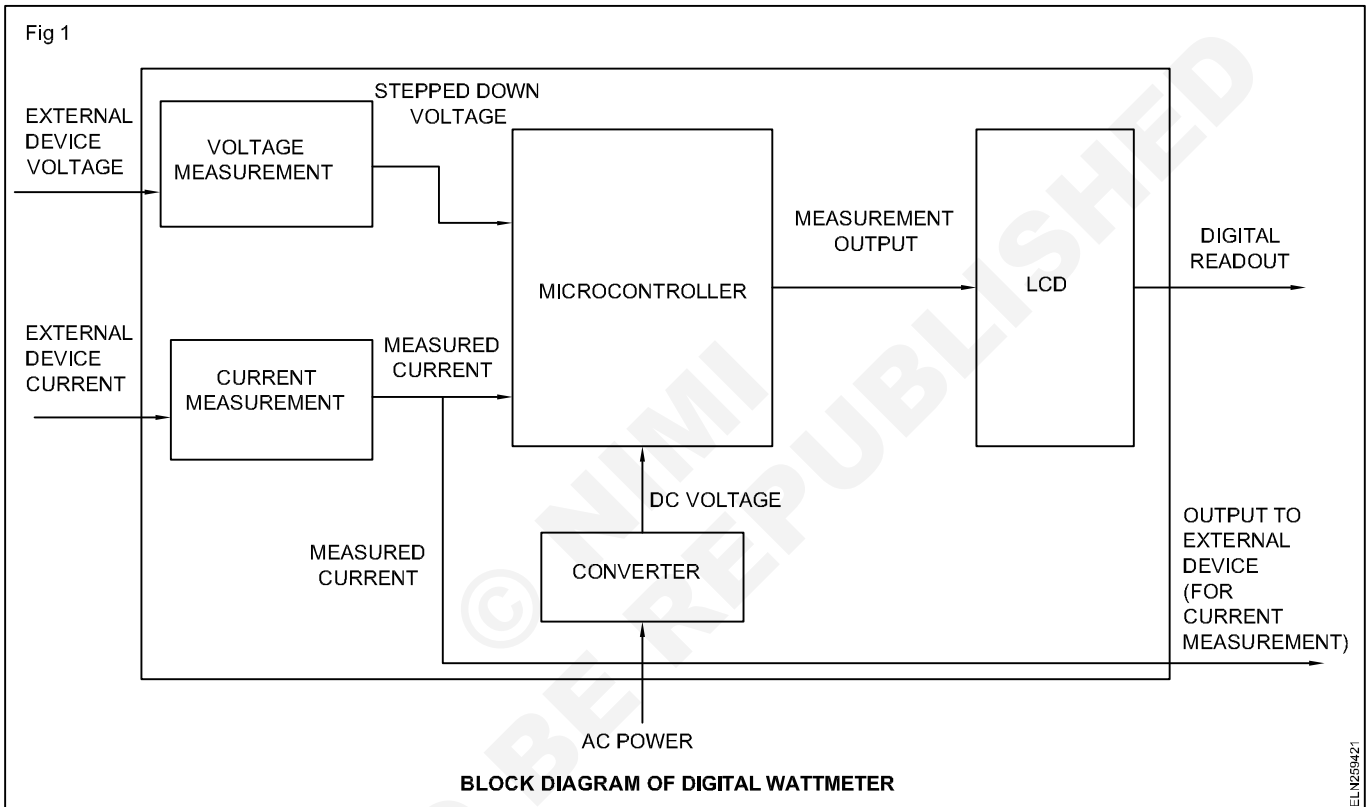 Fig 1
EXTERNAL
DEVICE
VOLTAGE
VOLTAGE
MEASUREMENT
STEPPED DOWN
VOLTAGE
MICROCONTROLLER
MEASUREMENT
OUTPUT
LCD
DIGITAL
READOUT
EXTERNAL
DEVICE
CURRENT
CURRENT
MEASUREMENT
MEASURED
CURRENT
DC VOLTAGE
MEASURED
CURRENT
CONVERTER
OUTPUT TO
EXTERNAL
DEVICE
(FOR
CURRENT
MEASUREMENT)
AC POWER
BLOCK DIAGRAM OF DIGITAL WATTMETER
ELN259421
© NIMI
BE REPUBLISHED